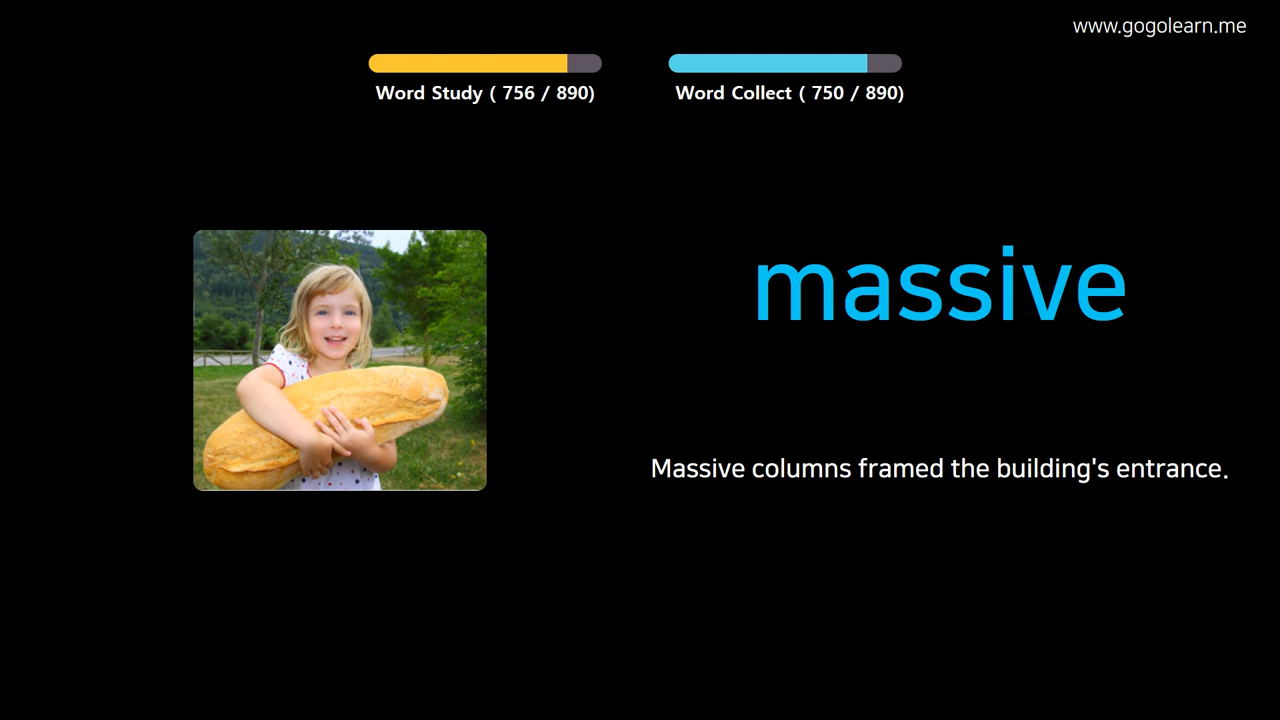 www.gogolearn.me
Word Study ( 756 / 890)
Word Collect ( 750 / 890)
massive
Massive columns framed the building's entrance.